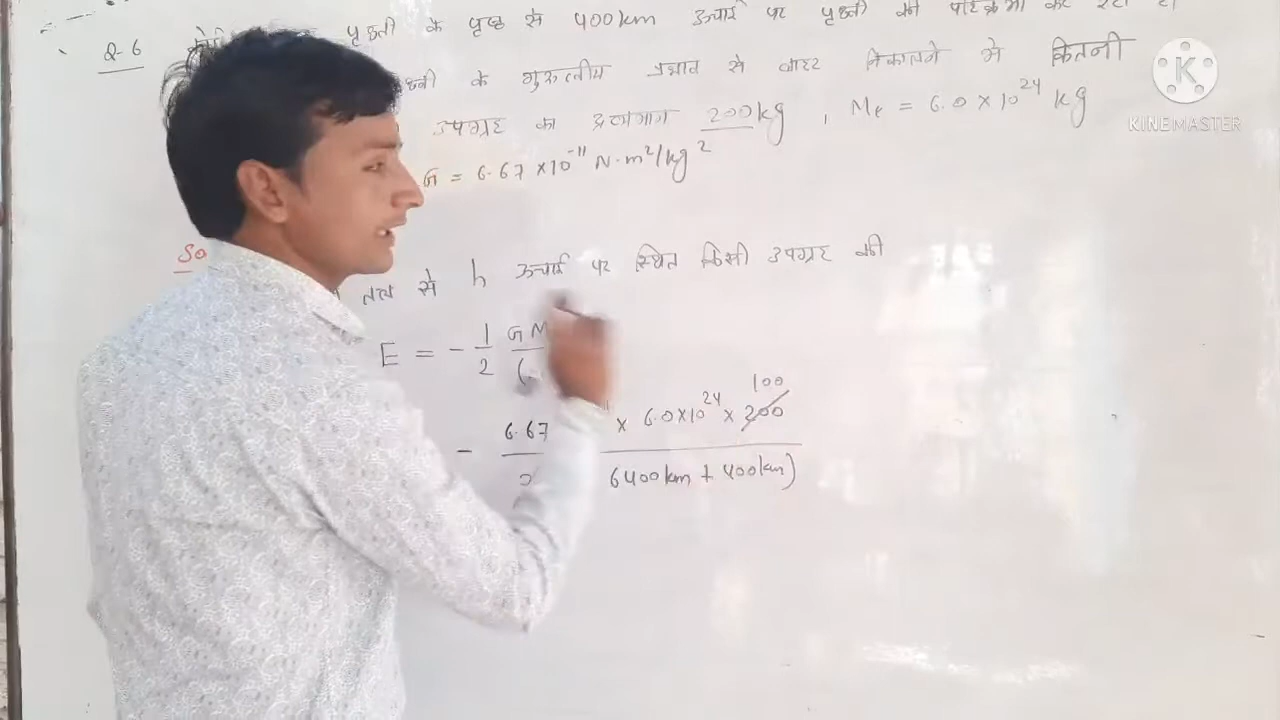 Q-6 पृथ्वी के पृष्ठ से 400km ऊंचाई पर पृथ्वी की परिक्रमा कर रहा
के गुरुत्वीय प्रभाव से बाहर निकालने मे कितनी
उपग्रह का द्रव्यमान 200kg , Me = 6.0 × 10²⁴ kg
G = 6.67 × 10⁻¹¹ N·m²/kg²
So
तल से h ऊंचाई पर स्थित किसी उपग्रह की
E = - 1/2 GM
100
- 6.67 × 6.0×10²⁴ × 200
6400km + 400km)
KINEMASTER